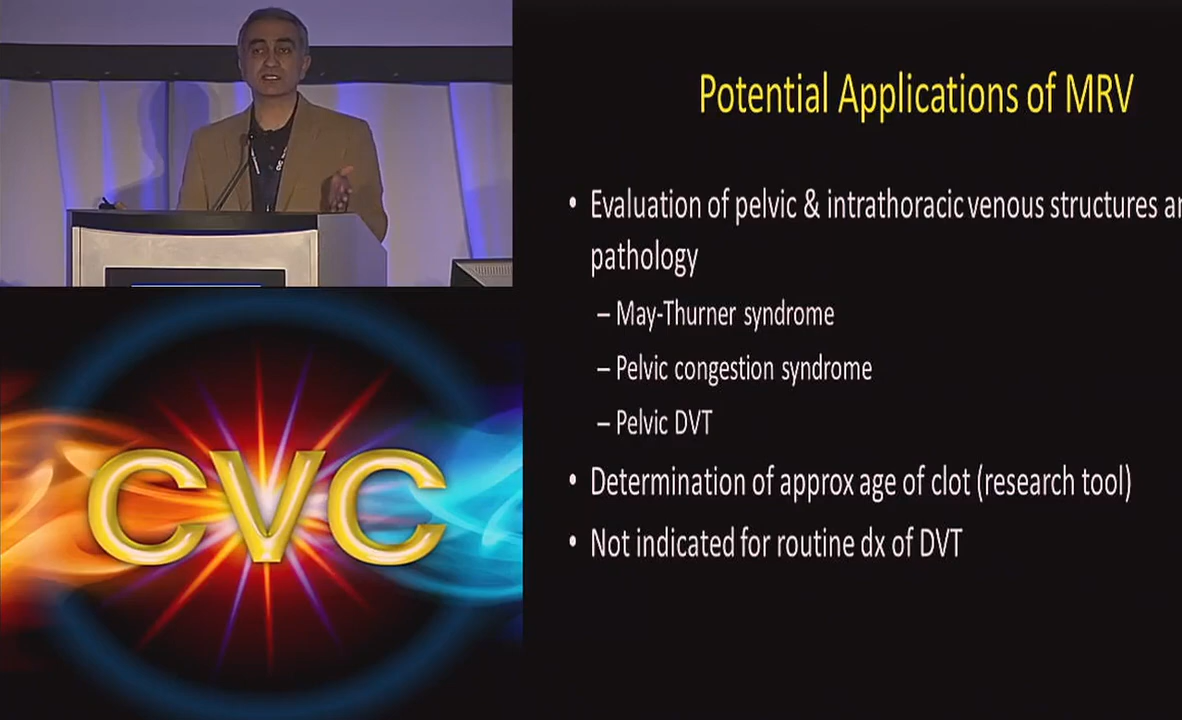 Potential Applications of MRV
• Evaluation of pelvic & intrathoracic venous structures
pathology
– May-Thurner syndrome
– Pelvic congestion syndrome
– Pelvic DVT
• Determination of approx age of clot (research tool)
• Not indicated for routine dx of DVT
CVC